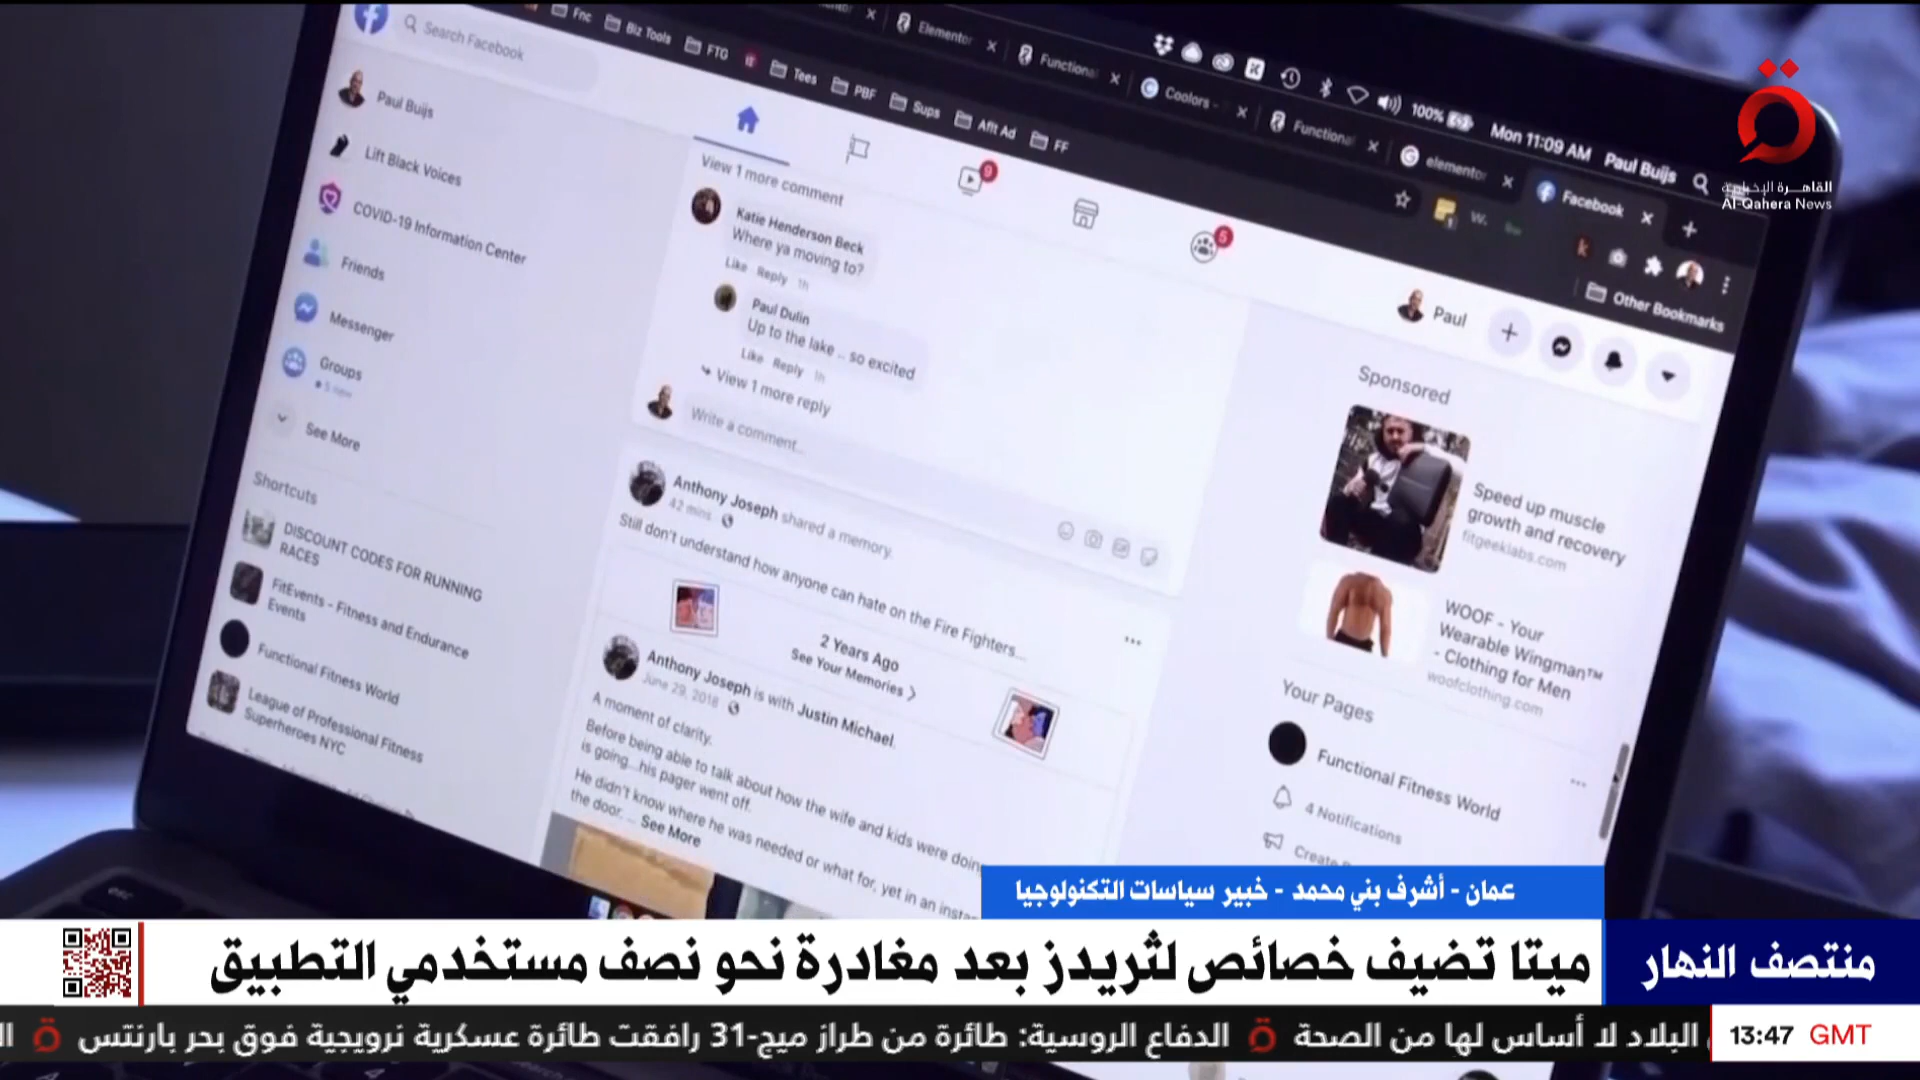 Fnc
Biz Tools
FTG
Tees
PBF
Sups
Aflt Ad
FF
Elementor
Functional
Coolors -
Functional
elementor
Facebook
100%
Mon 11:09 AM
Paul Buijs
Other Bookmarks
القاهرة الإخبارية
Al-Qahera News
Search Facebook
Paul Buijs
Lift Black Voices
COVID-19 Information Center
Friends
Messenger
Groups
5 new
See More
Shortcuts
DISCOUNT CODES FOR RUNNING
RACES
FitEvents - Fitness and Endurance
Events
Functional Fitness World
League of Professional Fitness
Superheroes NYC
9
5
View 1 more comment
Katie Henderson Beck
Where ya moving to?
Like Reply 1h
Paul Dulin
Up to the lake .. so excited
Like Reply 1h
View 1 more reply
Write a comment...
Anthony Joseph shared a memory.
42 mins
Still don't understand how anyone can hate on the Fire Fighters...
2 Years Ago
See Your Memories
Anthony Joseph is with Justin Michael.
June 29, 2018
A moment of clarity.
Before being able to talk about how the wife and kids were doing
is going...his pager went off.
He didn't know where he was needed or what for, yet in an insta
the door. ... See More
Paul
Sponsored
Speed up muscle
growth and recovery
fitgeeklabs.com
WOOF - Your
Wearable Wingman™
- Clothing for Men
woofclothing.com
Your Pages
Functional Fitness World
4 Notifications
Create
esc
عمان - أشرف بني محمد - خبير سياسات التكنولوجيا
منتصف النهار
ميتا تضيف خصائص لثريدز بعد مغادرة نحو نصف مستخدمي التطبيق
البلاد لا أساس لها من الصحة
الدفاع الروسية: طائرة من طراز ميج-31 رافقت طائرة عسكرية نرويجية فوق بحر بارنتس
13:47 GMT